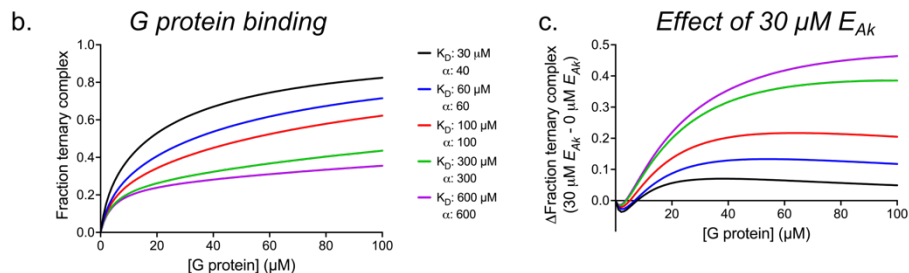 b. G protein binding
Fraction ternary complex
1.0
0.8
0.6
0.4
0.2
0.0
0 20 40 60 80 100
[G protein] (µM)
K_D: 30 µM
α: 40
K_D: 60 µM
α: 60
K_D: 100 µM
α: 100
K_D: 300 µM
α: 300
K_D: 600 µM
α: 600
c. Effect of 30 µM E_Ak
ΔFraction ternary complex
(30 µM E_Ak - 0 µM E_Ak)
0.5
0.4
0.3
0.2
0.1
0.0
20 40 60 80 100
[G protein] (µM)